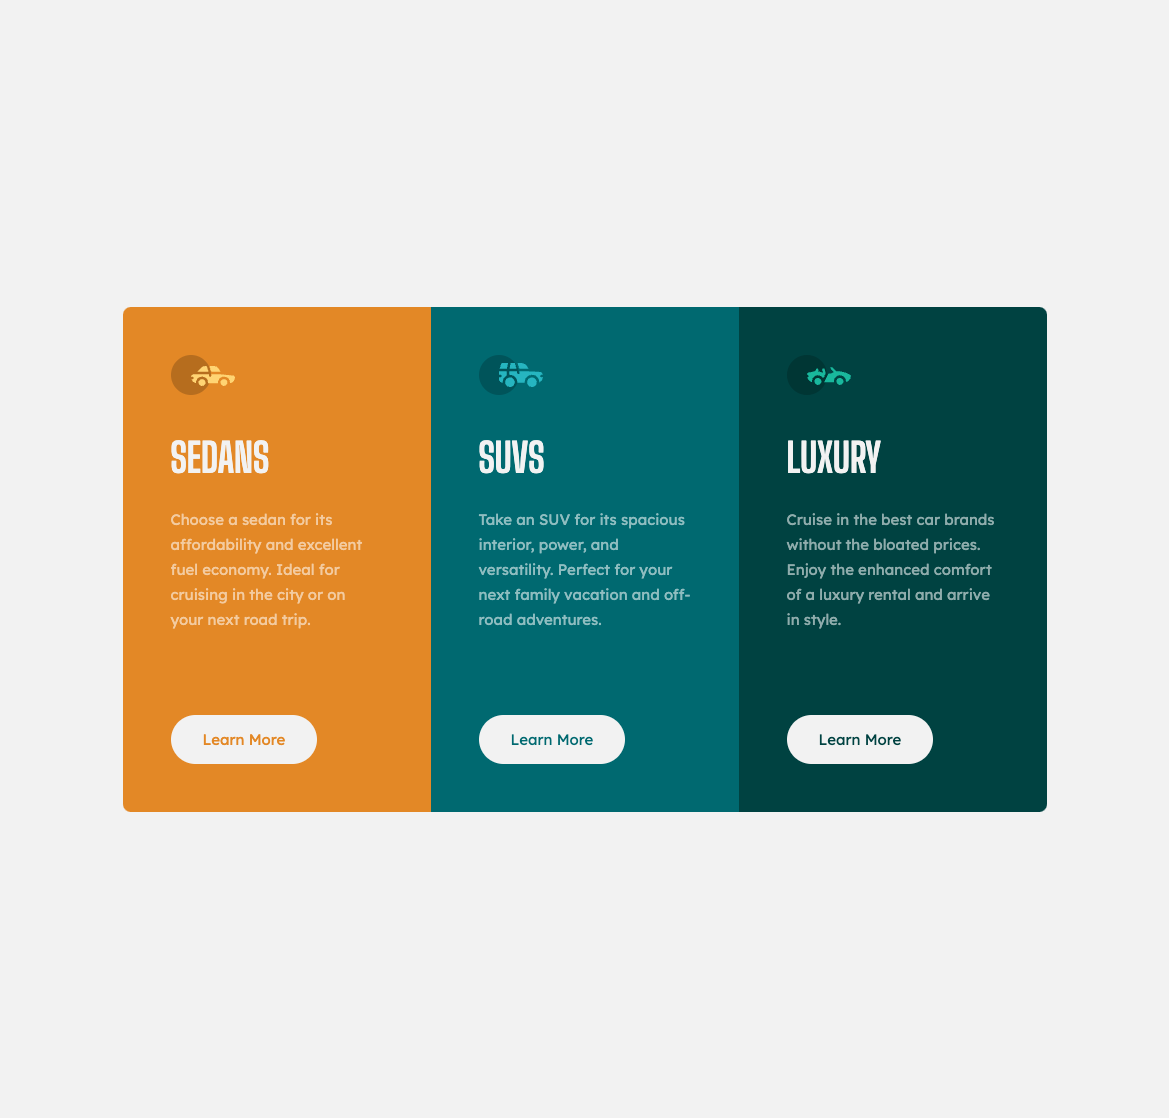 SEDANS
Choose a sedan for its
affordability and excellent
fuel economy. Ideal for
cruising in the city or on
your next road trip.
Learn More
SUVS
Take an SUV for its spacious
interior, power, and
versatility. Perfect for your
next family vacation and off-
road adventures.
Learn More
LUXURY
Cruise in the best car brands
without the bloated prices.
Enjoy the enhanced comfort
of a luxury rental and arrive
in style.
Learn More